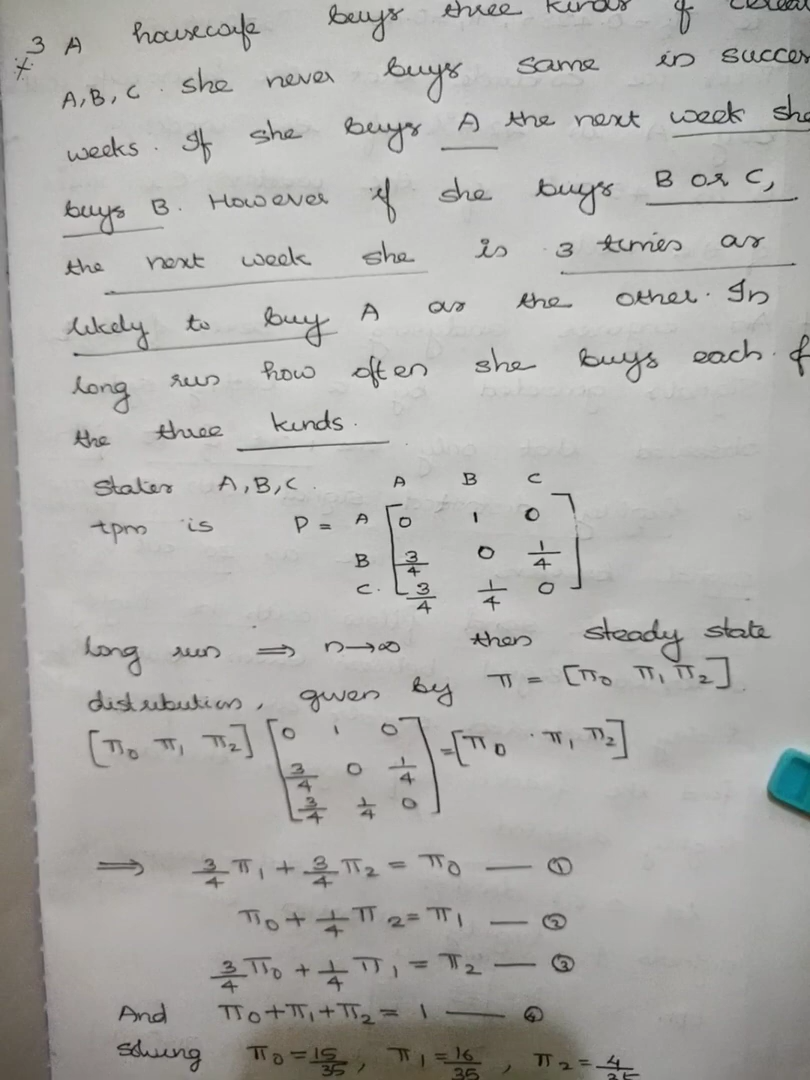 3 A housewife buys three kinds of
A, B, C. she never buys same in
weeks. If she buys A the next week she
buys B. However if she buys B or C,
the next week she is 3 times as
likely to buy A as the other. In
long run how often she buys each of
the three kinds.
States A, B, C. A B C
tpm is P = A [0 1 0
B 3/4 0 1/4
C. 3/4 1/4 0]
long run ⇒ n→∞ then steady state
distribution, given by π = [π0 π1 π2]
[π0 π1 π2] [0 1 0 3/4 0 1/4 3/4 1/4 0] = [π0 π1 π2]
⇒ 3/4 π1 + 3/4 π2 = π0 — ①
π0 + 1/4 π2 = π1 — ②
3/4 π0 + 1/4 π1 = π2 — ③
And π0 + π1 + π2 = 1 — ④
Solving π0 = 15/35, π1 = 16/35, π2 = 4/35